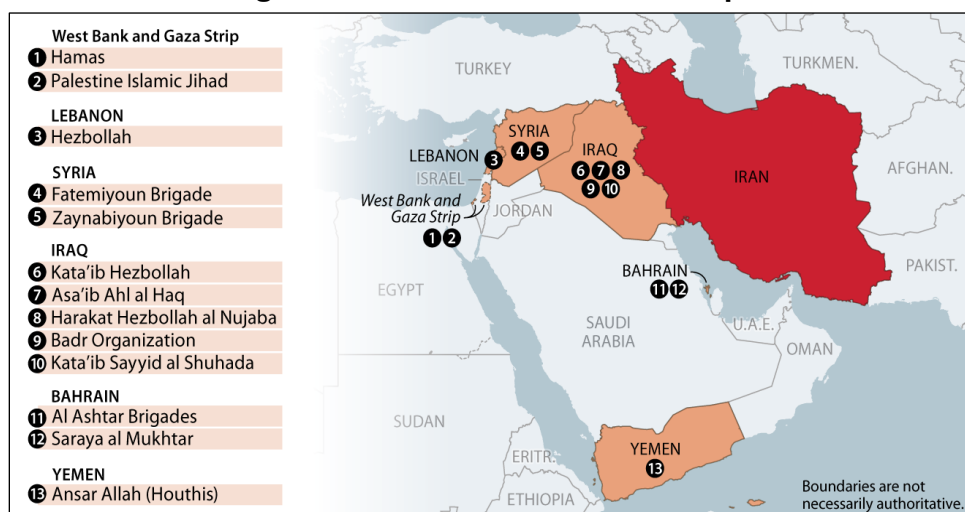 West Bank and Gaza Strip
1 Hamas
2 Palestine Islamic Jihad
LEBANON
3 Hezbollah
SYRIA
4 Fatemiyoun Brigade
5 Zaynabiyoun Brigade
IRAQ
6 Kata’ib Hezbollah
7 Asa’ib Ahl al Haq
8 Harakat Hezbollah al Nujaba
9 Badr Organization
10 Kata’ib Sayyid al Shuhada
BAHRAIN
11 Al Ashtar Brigades
12 Saraya al Mukhtar
YEMEN
13 Ansar Allah (Houthis)
TURKEY
TURKMEN.
SYRIA
4 5
LEBANON 3
IRAQ
6 7 8
9 10
ISRAEL
IRAN
AFGHAN.
West Bank and
Gaza Strip
1 2
JORDAN
PAKIST.
BAHRAIN
11 12
EGYPT
SAUDI
ARABIA
U.A.E.
OMAN
SUDAN
YEMEN
13
ERITR.
ETHIOPIA
Boundaries are not
necessarily authoritative.